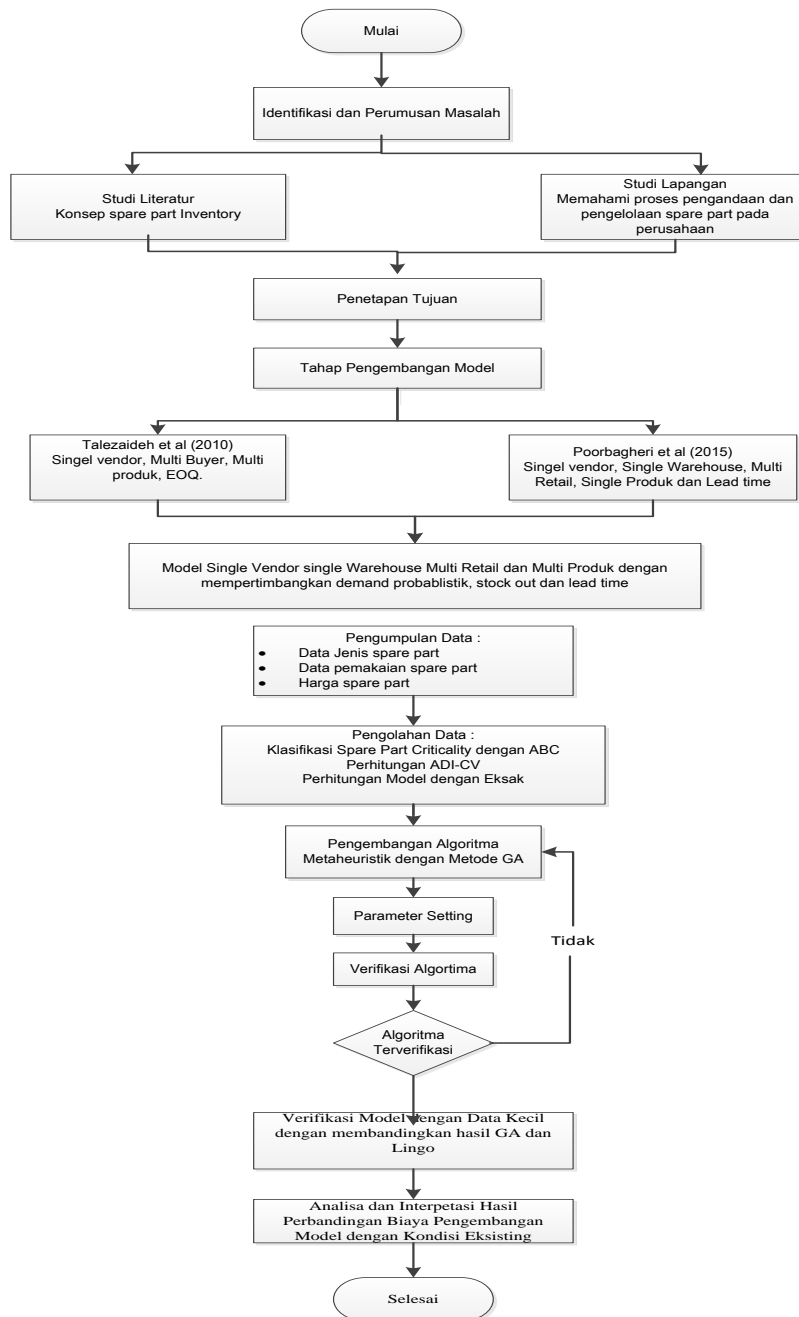 Mulai
Identifikasi dan Perumusan Masalah
Studi Literatur
Konsep spare part Inventory
Studi Lapangan
Memahami proses pengandaan dan
pengelolaan spare part pada
perusahaan
Penetapan Tujuan
Tahap Pengembangan Model
Talezaideh et al (2010)
Singel vendor, Multi Buyer, Multi
produk, EOQ.
Poorbagheri et al (2015)
Singel vendor, Single Warehouse, Multi
Retail, Single Produk dan Lead time
Model Single Vendor single Warehouse Multi Retail dan Multi Produk dengan
mempertimbangkan demand probablistik, stock out dan lead time
Pengumpulan Data :
• Data Jenis spare part
• Data pemakaian spare part
• Harga spare part
Pengolahan Data :
Klasifikasi Spare Part Criticality dengan ABC
Perhitungan ADI-CV
Perhitungan Model dengan Eksak
Pengembangan Algoritma
Metaheuristik dengan Metode GA
Parameter Setting
Tidak
Verifikasi Algortima
Algoritma
Terverifikasi
Verifikasi Model dengan Data Kecil
dengan membandingkan hasil GA dan
Lingo
Analisa dan Interpetasi Hasil
Perbandingan Biaya Pengembangan
Model dengan Kondisi Eksisting
Selesai